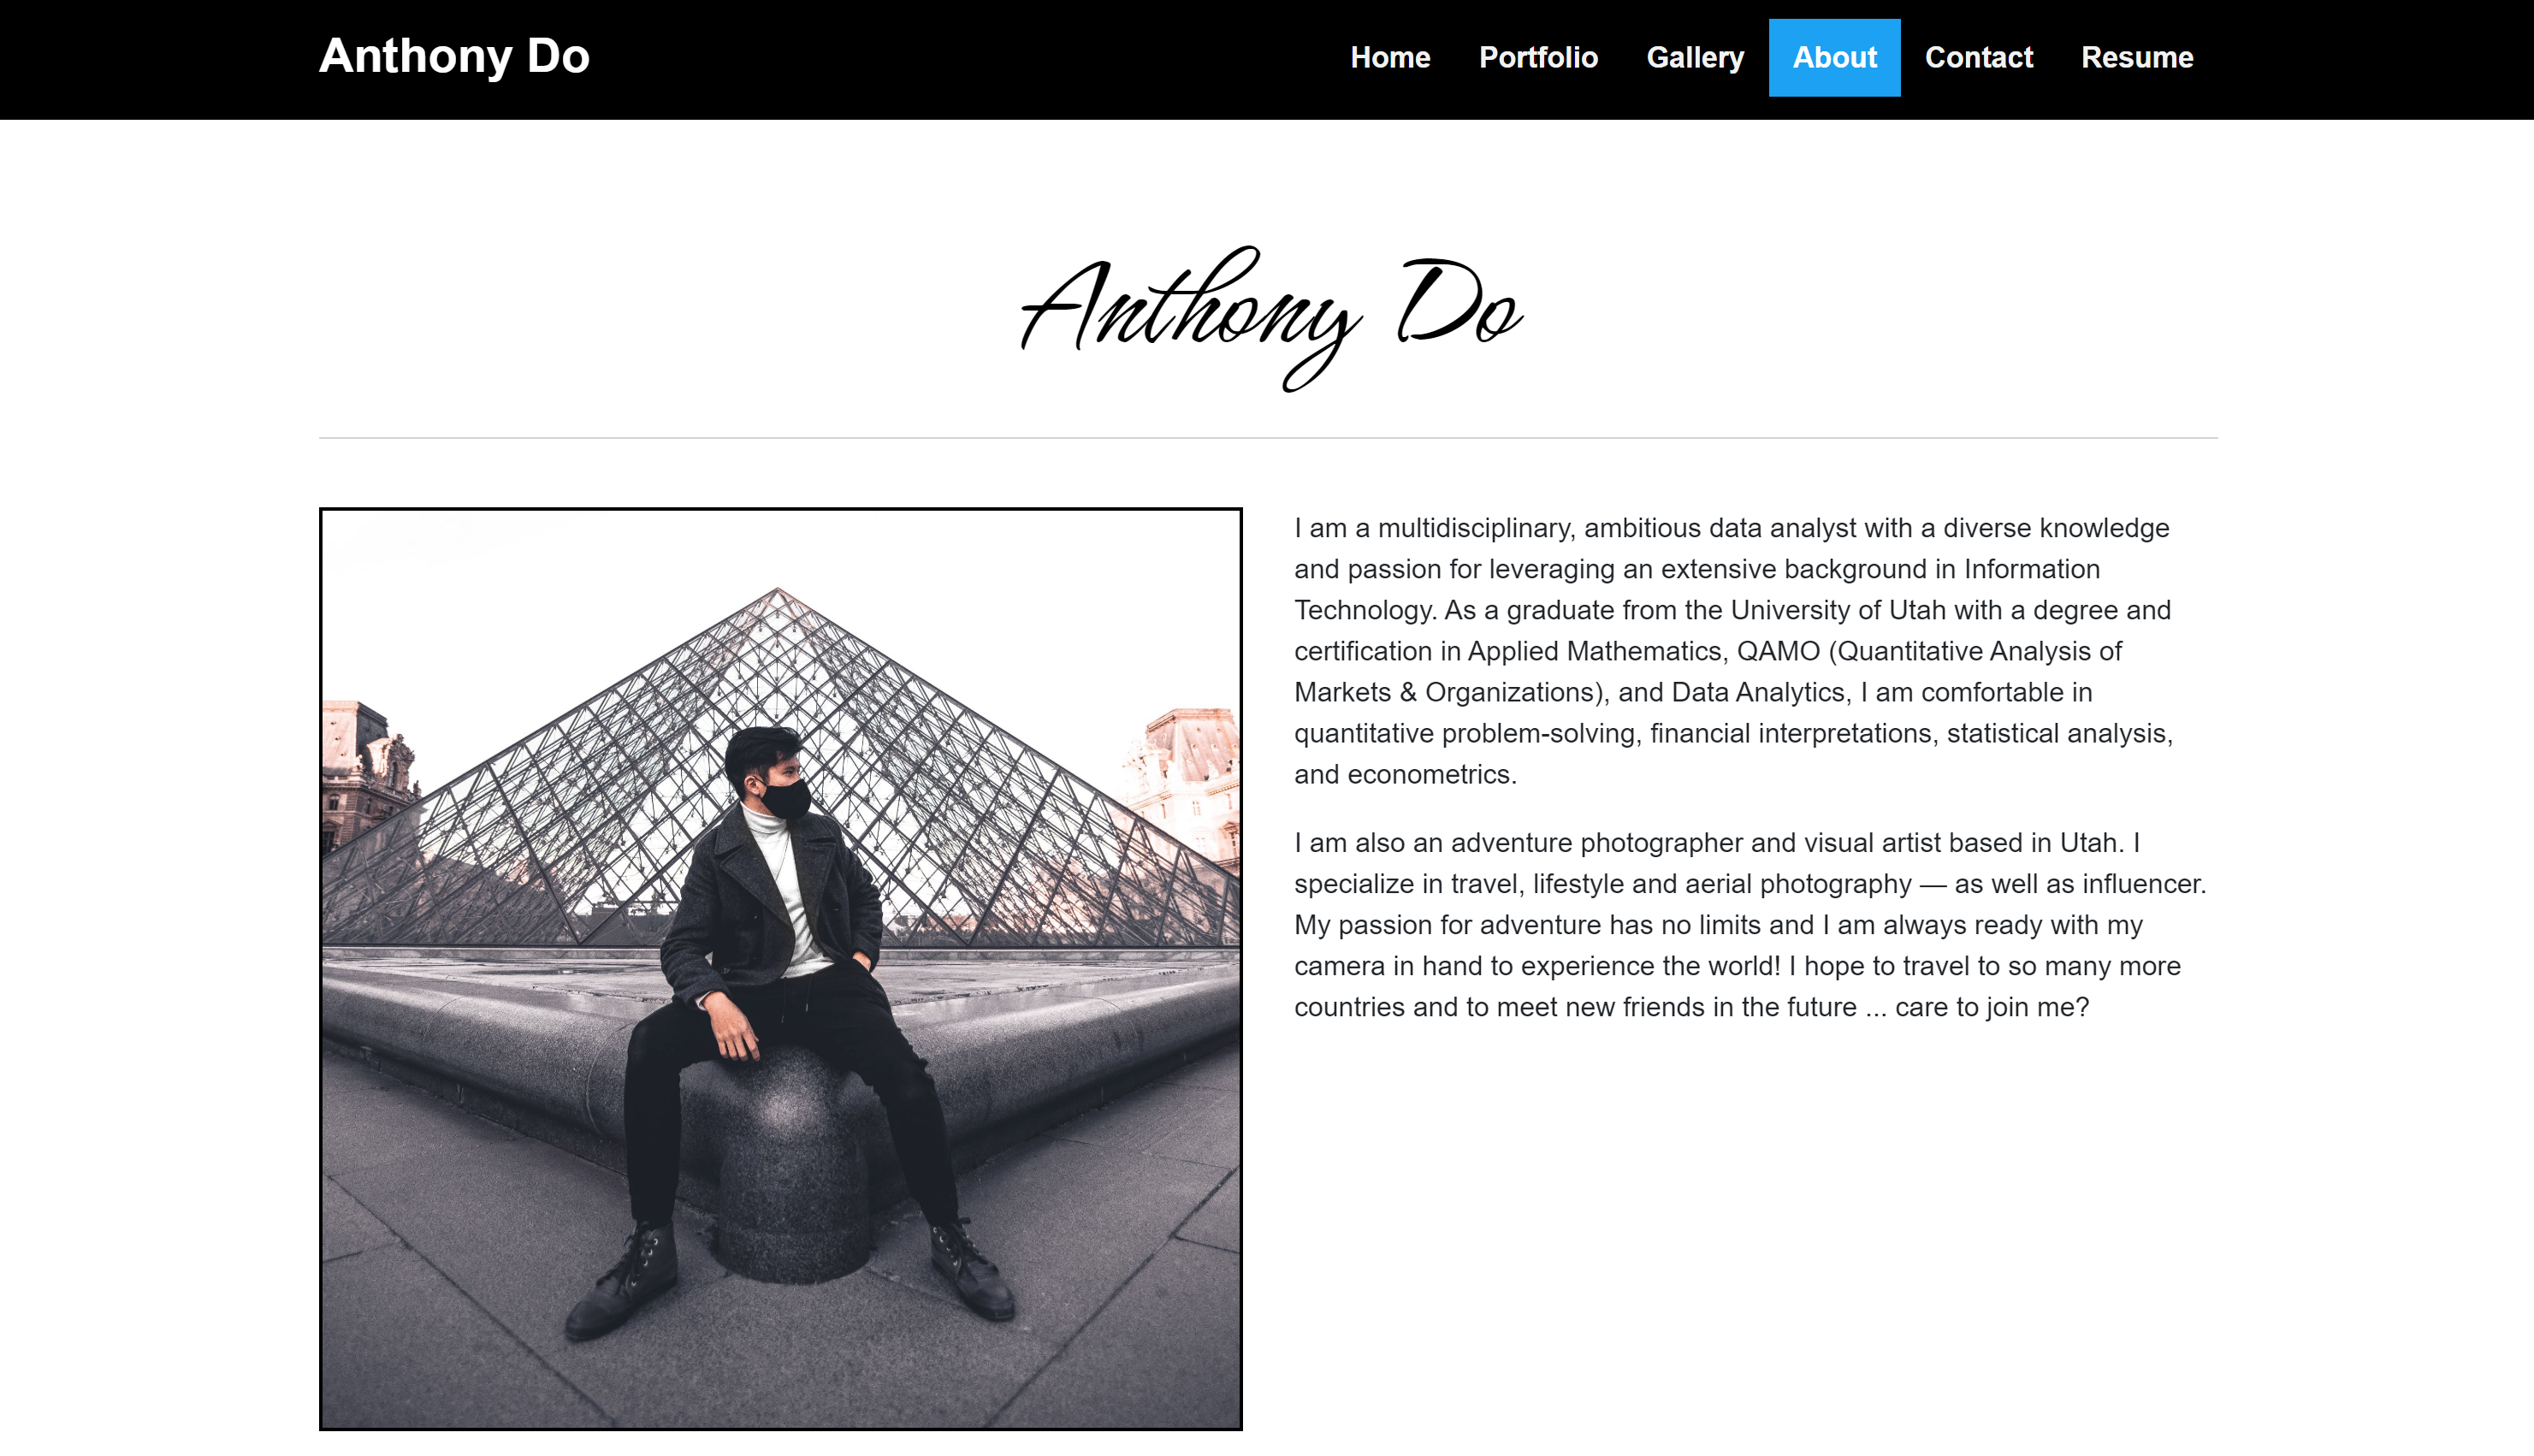 Anthony Do
Home Portfolio Gallery About Contact Resume
Anthony Do
I am a multidisciplinary, ambitious data analyst with a diverse knowledge
and passion for leveraging an extensive background in Information
Technology. As a graduate from the University of Utah with a degree and
certification in Applied Mathematics, QAMO (Quantitative Analysis of
Markets & Organizations), and Data Analytics, I am comfortable in
quantitative problem-solving, financial interpretations, statistical analysis,
and econometrics.
I am also an adventure photographer and visual artist based in Utah. I
specialize in travel, lifestyle and aerial photography — as well as influencer.
My passion for adventure has no limits and I am always ready with my
camera in hand to experience the world! I hope to travel to so many more
countries and to meet new friends in the future ... care to join me?